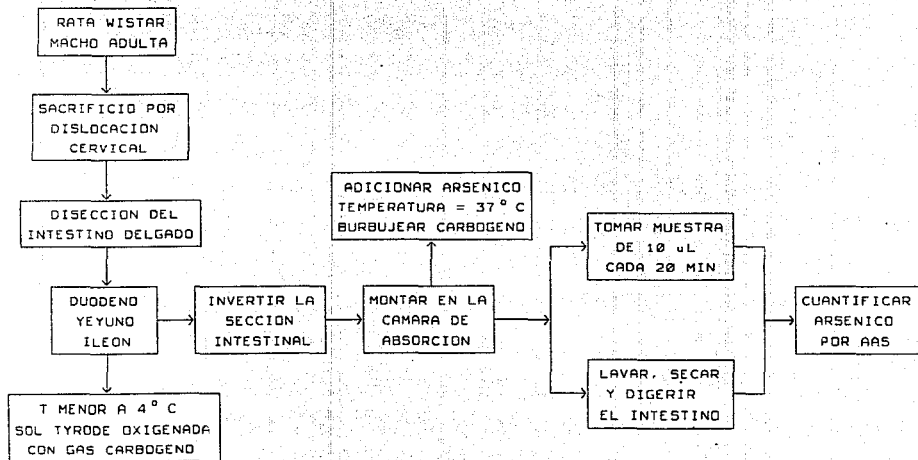 RATA WISTAR
MACHO ADULTA
SACRIFICIO POR
DISLOCACION
CERVICAL
DISECCION DEL
INTESTINO DELGADO
DUODENO
YEYUNO
ILEON
T MENOR A 4° C
SOL TYRODE OXIGENADA
CON GAS CARBOGENO
INVERTIR LA
SECCION
INTESTINAL
ADICIONAR ARSENICO
TEMPERATURA = 37° C
BURBUJEAR CARBOGENO
MONTAR EN LA
CAMARA DE
ABSORCION
TOMAR MUESTRA
DE 10 uL
CADA 20 MIN
LAVAR, SECAR
Y DIGERIR
EL INTESTINO
CUANTIFICAR
ARSENICO
POR AAS